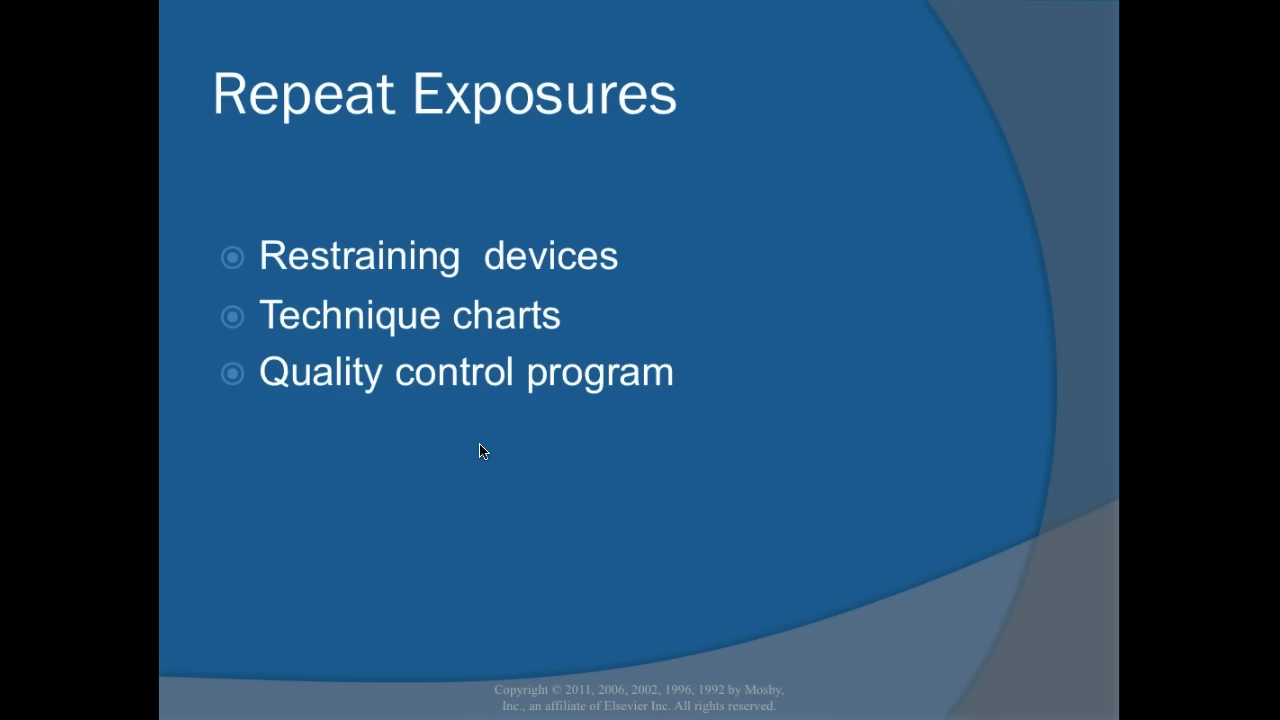 Repeat Exposures
Restraining  devices
Technique charts
Quality control program
Copyright © 2011, 2006, 2002, 1996, 1992 by Mosby,
Inc., an affiliate of Elsevier Inc. All rights reserved.